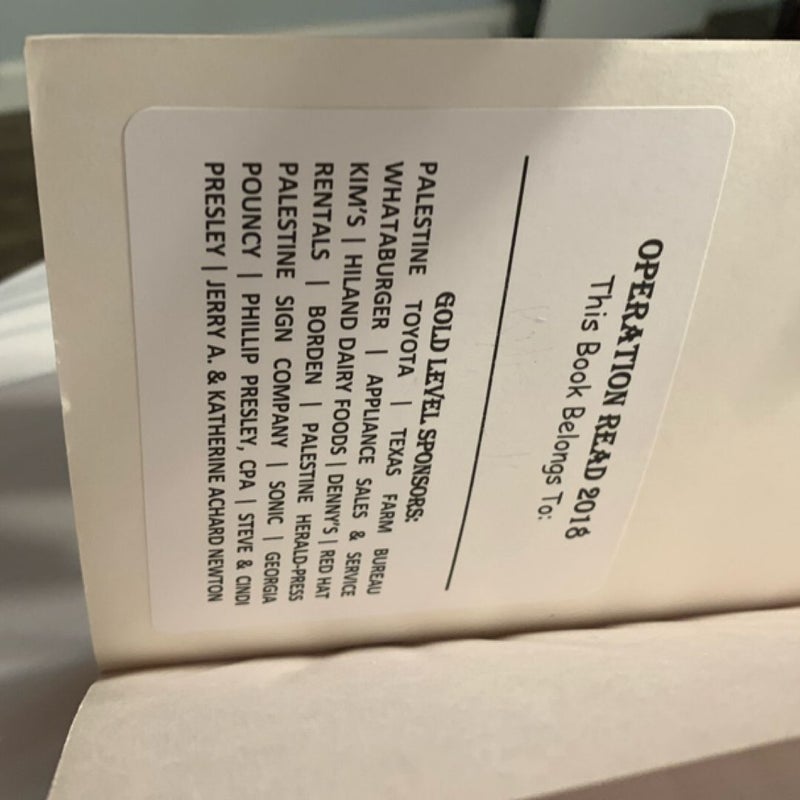 OPERATION READ 2018
This Book Belongs To:
GOLD LEVEL SPONSORS:
PALESTINE TOYOTA | TEXAS FARM BUREAU
WHATABURGER | APPLIANCE SALES & SERVICE
KIM'S | HILAND DAIRY FOODS | DENNY'S | RED HAT
RENTALS | BORDEN | PALESTINE HERALD-PRESS
PALESTINE SIGN COMPANY | SONIC | GEORGIA
POUNCY | PHILLIP PRESLEY, CPA | STEVE & CINDI
PRESLEY | JERRY A. & KATHERINE ACHARD NEWTON